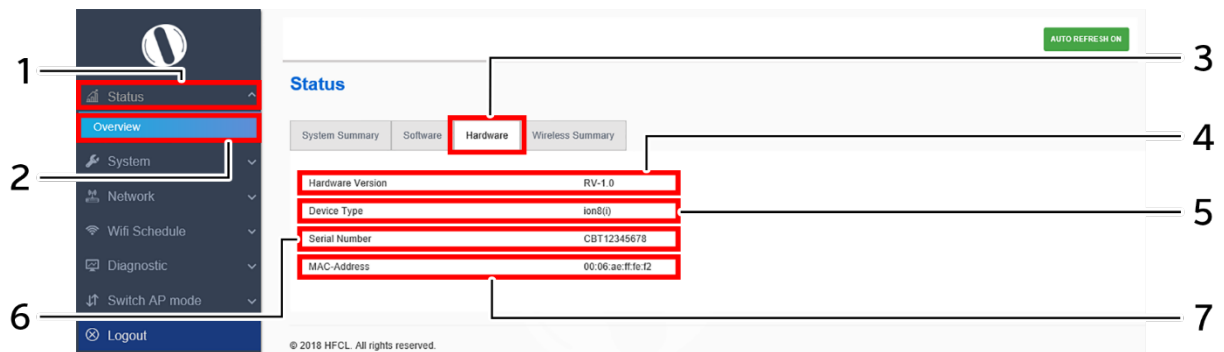 AUTO REFRESH ON
1
3
Status
Status
Overview
System Summary
Software
Hardware
Wireless Summary
4
2
System
Hardware Version RV-1.0
Network
Device Type ion8(i)
5
Wifi Schedule
Serial Number CBT12345678
Diagnostic
MAC-Address 00:06:ae:ff:fe:f2
Switch AP mode
6
7
Logout
© 2018 HFCL. All rights reserved.